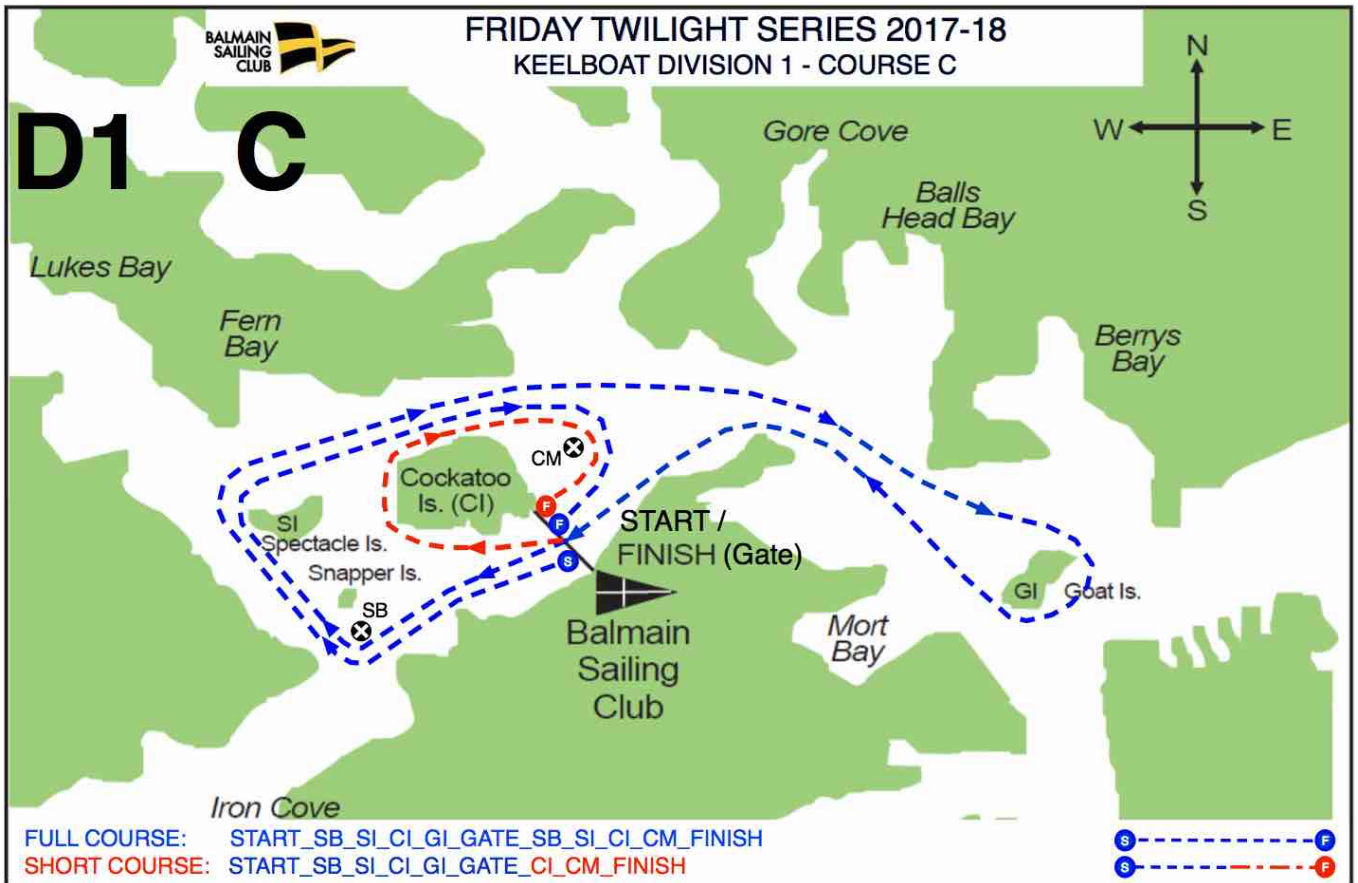 BALMAIN
SAILING
CLUB
FRIDAY TWILIGHT SERIES 2017-18
KEELBOAT DIVISION 1 - COURSE C
D1 C
N
W E
S
Gore Cove
Balls
Head Bay
Lukes Bay
Fern
Bay
Berrys
Bay
CM
Cockatoo
Is. (CI)
F
F
S
START /
FINISH (Gate)
SI
Spectacle Is.
Snapper Is.
SB
GI Goat Is.
Balmain
Sailing
Club
Mort
Bay
Iron Cove
FULL COURSE: START_SB_SI_CI_GI_GATE_SB_SI_CI_CM_FINISH
S F
SHORT COURSE: START_SB_SI_CI_GI_GATE_CI_CM_FINISH
S F